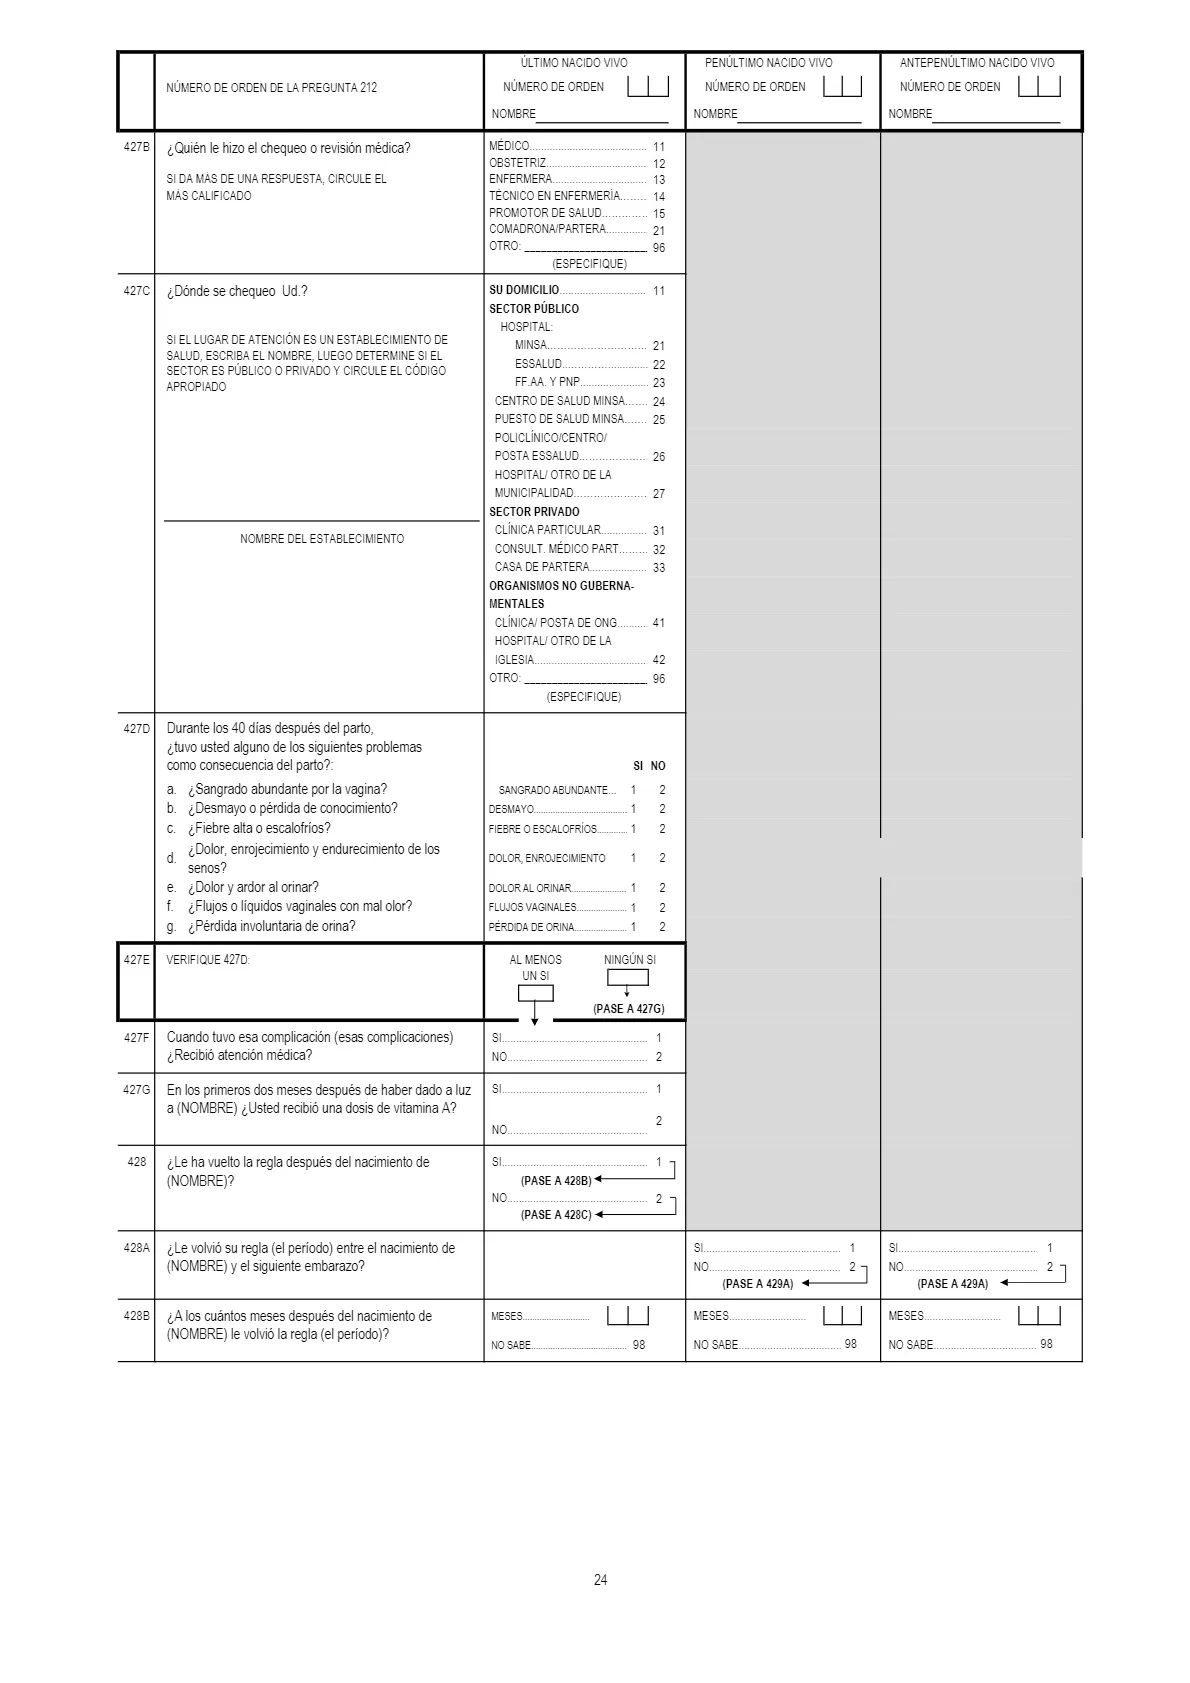 NÚMERO DE ORDEN DE LA PREGUNTA 212
ÚLTIMO NACIDO VIVO
NÚMERO DE ORDEN
NOMBRE
PENÚLTIMO NACIDO VIVO
NÚMERO DE ORDEN
NOMBRE
ANTEPENÚLTIMO NACIDO VIVO
NÚMERO DE ORDEN
NOMBRE
427B
¿Quién le hizo el chequeo o revisión médica?
SI DA MÁS DE UNA RESPUESTA, CIRCULE EL
MÁS CALIFICADO
MÉDICO........................................ 11
OBSTETRIZ.................................. 12
ENFERMERA................................ 13
TÉCNICO EN ENFERMERÍA........ 14
PROMOTOR DE SALUD.............. 15
COMADRONA/PARTERA.............. 21
OTRO: ______________________ 96
(ESPECIFIQUE)
427C
¿Dónde se chequeo Ud.?
SI EL LUGAR DE ATENCIÓN ES UN ESTABLECIMIENTO DE
SALUD, ESCRIBA EL NOMBRE, LUEGO DETERMINE SI EL
SECTOR ES PÚBLICO O PRIVADO Y CIRCULE EL CÓDIGO
APROPIADO
NOMBRE DEL ESTABLECIMIENTO
SU DOMICILIO.............................. 11
SECTOR PÚBLICO
HOSPITAL:
MINSA.............................. 21
ESSALUD.......................... 22
FF.AA. Y PNP........................ 23
CENTRO DE SALUD MINSA....... 24
PUESTO DE SALUD MINSA....... 25
POLICLÍNICO/CENTRO/
POSTA ESSALUD.................... 26
HOSPITAL/ OTRO DE LA
MUNICIPALIDAD...................... 27
SECTOR PRIVADO
CLÍNICA PARTICULAR................ 31
CONSULT. MÉDICO PART......... 32
CASA DE PARTERA.................... 33
ORGANISMOS NO GUBERNA-
MENTALES
CLÍNICA/ POSTA DE ONG.......... 41
HOSPITAL/ OTRO DE LA
IGLESIA....................................... 42
OTRO: ______________________ 96
(ESPECIFIQUE)
427D
Durante los 40 días después del parto,
¿tuvo usted alguno de los siguientes problemas
como consecuencia del parto?:
SI NO
a. ¿Sangrado abundante por la vagina?
SANGRADO ABUNDANTE... 1 2
b. ¿Desmayo o pérdida de conocimiento?
DESMAYO...................................... 1 2
c. ¿Fiebre alta o escalofríos?
FIEBRE O ESCALOFRÍOS............ 1 2
d. ¿Dolor, enrojecimiento y endurecimiento de los
senos?
DOLOR, ENROJECIMIENTO 1 2
e. ¿Dolor y ardor al orinar?
DOLOR AL ORINAR...................... 1 2
f. ¿Flujos o líquidos vaginales con mal olor?
FLUJOS VAGINALES.................... 1 2
g. ¿Pérdida involuntaria de orina?
PÉRDIDA DE ORINA..................... 1 2
427E
VERIFIQUE 427D:
AL MENOS
UN SI
NINGÚN SI
(PASE A 427G)
427F
Cuando tuvo esa complicación (esas complicaciones)
¿Recibió atención médica?
SI.................................................. 1
NO................................................ 2
427G
En los primeros dos meses después de haber dado a luz
a (NOMBRE) ¿Usted recibió una dosis de vitamina A?
SI.................................................. 1
2
NO................................................
428
¿Le ha vuelto la regla después del nacimiento de
(NOMBRE)?
SI.................................................. 1
(PASE A 428B)
NO................................................ 2
(PASE A 428C)
428A
¿Le volvió su regla (el período) entre el nacimiento de
(NOMBRE) y el siguiente embarazo?
SI............................................... 1
NO............................................. 2
(PASE A 429A)
SI................................................... 1
NO............................................. 2
(PASE A 429A)
428B
¿A los cuántos meses después del nacimiento de
(NOMBRE) le volvió la regla (el período)?
MESES...........................
NO SABE...................................... 98
MESES..........................
NO SABE................................... 98
MESES..........................
NO SABE................................... 98
24